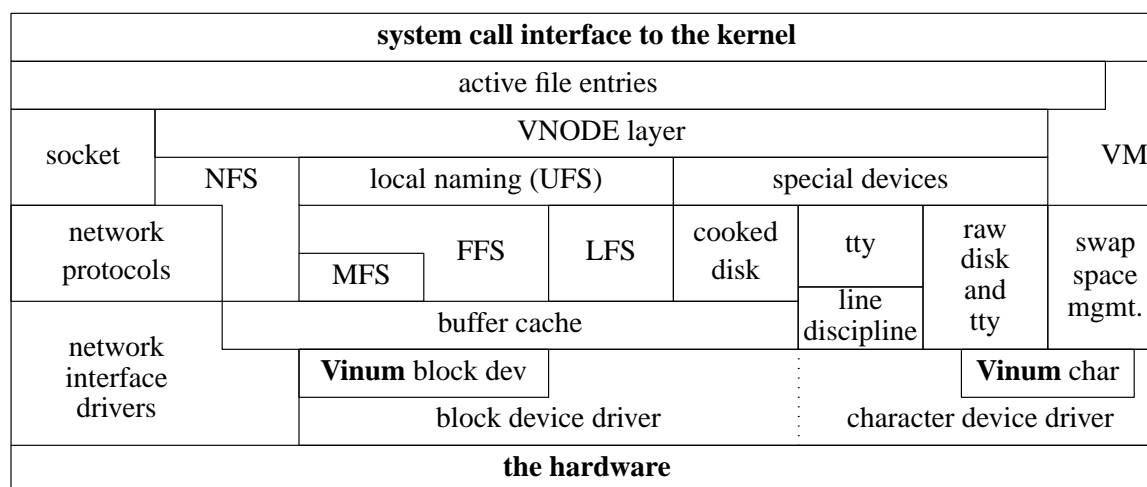 system call interface to the kernel
active file entries
socket
VNODE layer
VM
NFS
local naming (UFS)
special devices
network
protocols
MFS
FFS
LFS
cooked
disk
tty
line
discipline
raw
disk
and
tty
swap
space
mgmt.
buffer cache
network
interface
drivers
Vinum block dev
Vinum char
block device driver
character device driver
the hardware